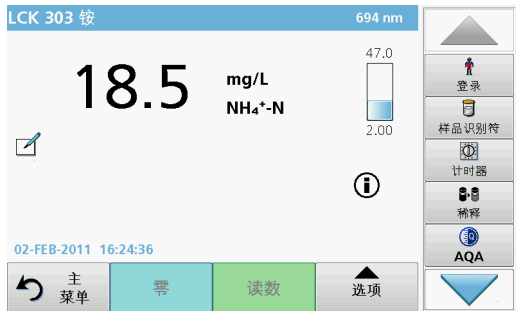 LCK 303 铵 694 nm
47.0
18.5 mg/L
NH₄⁺-N
2.00
02-FEB-2011 16:24:36
主
菜单
零
读数
选项
登录
样品识别符
计时器
稀释
AQA